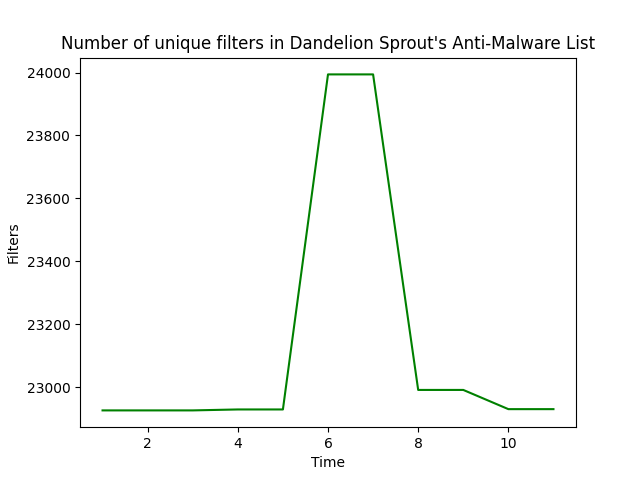 Number of unique filters in Dandelion Sprout's Anti-Malware List
24000
23800
23600
23400
23200
23000
Filters
2 4 6 8 10
Time